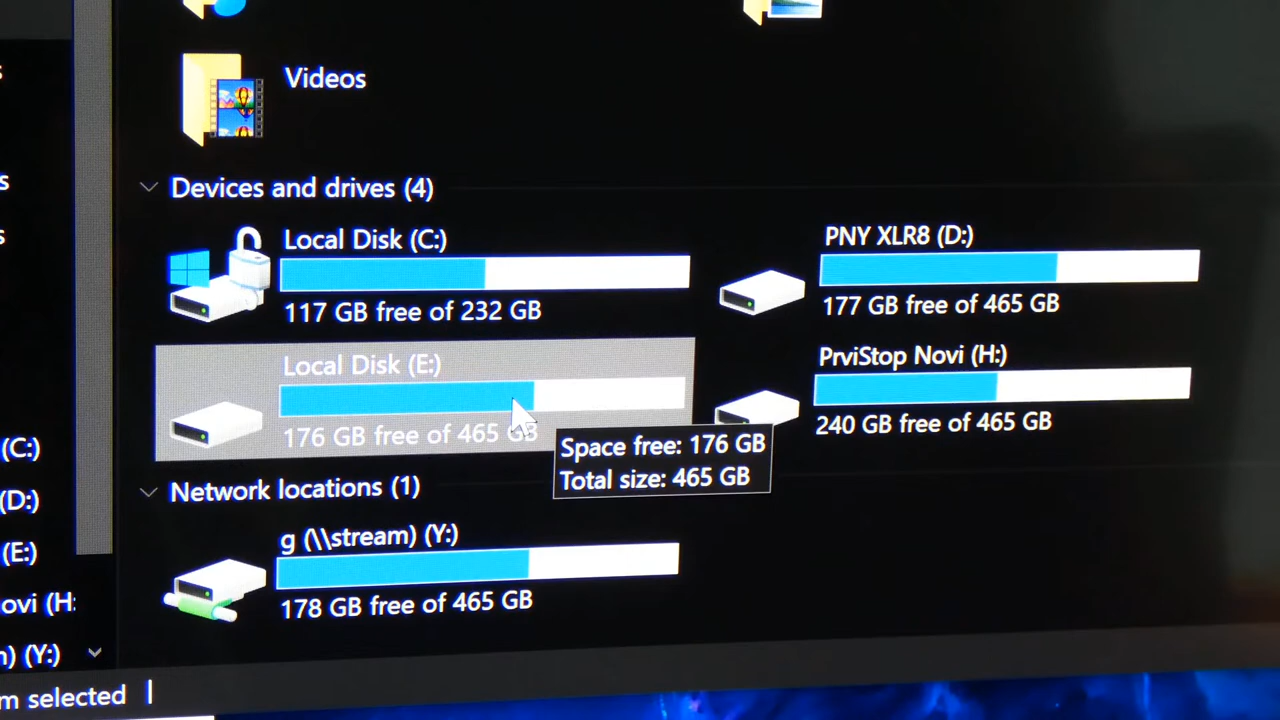 Videos
Devices and drives (4)
Local Disk (C:)
117 GB free of 232 GB
PNY XLR8 (D:)
177 GB free of 465 GB
Local Disk (E:)
176 GB free of 465 GB
PrviStop Novi (H:)
240 GB free of 465 GB
Space free: 176 GB
Total size: 465 GB
Network locations (1)
g (\\stream) (Y:)
178 GB free of 465 GB
(C:)
(D:)
(E:)
ovi (H:
m) (Y:)
m selected